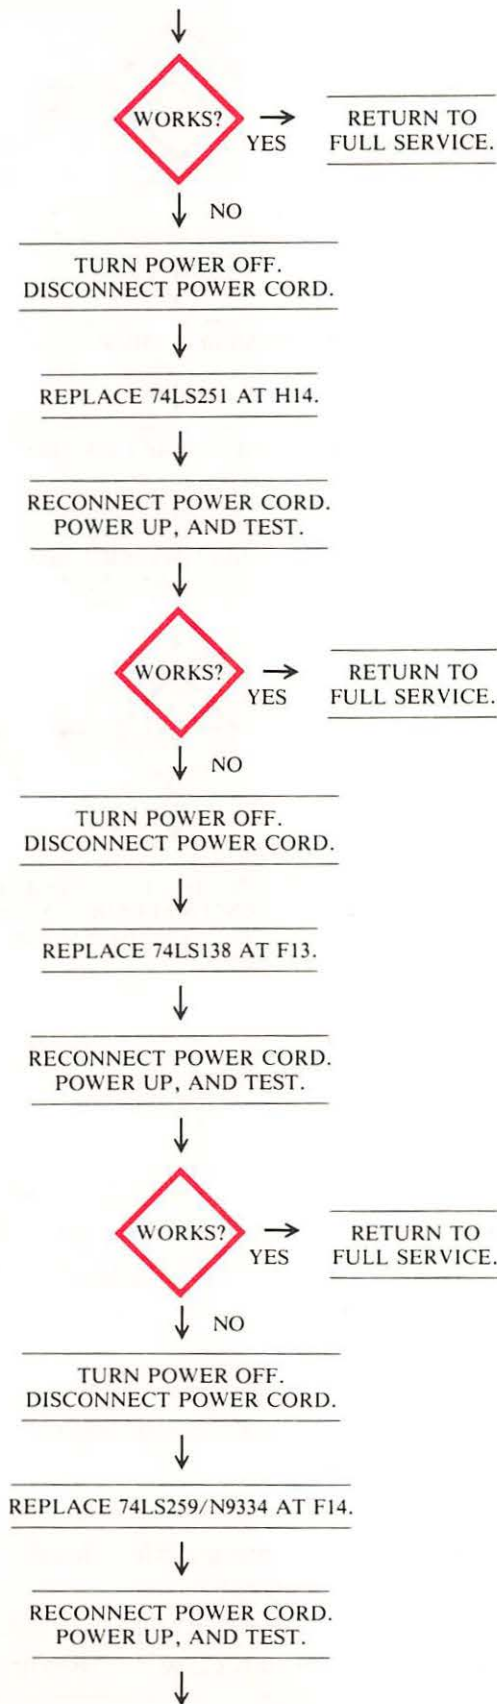 WORKS?
YES
RETURN TO
FULL SERVICE.
NO
TURN POWER OFF.
DISCONNECT POWER CORD.
REPLACE 74LS251 AT H14.
RECONNECT POWER CORD.
POWER UP, AND TEST.
WORKS?
YES
RETURN TO
FULL SERVICE.
NO
TURN POWER OFF.
DISCONNECT POWER CORD.
REPLACE 74LS138 AT F13.
RECONNECT POWER CORD.
POWER UP, AND TEST.
WORKS?
YES
RETURN TO
FULL SERVICE.
NO
TURN POWER OFF.
DISCONNECT POWER CORD.
REPLACE 74LS259/N9334 AT F14.
RECONNECT POWER CORD.
POWER UP, AND TEST.